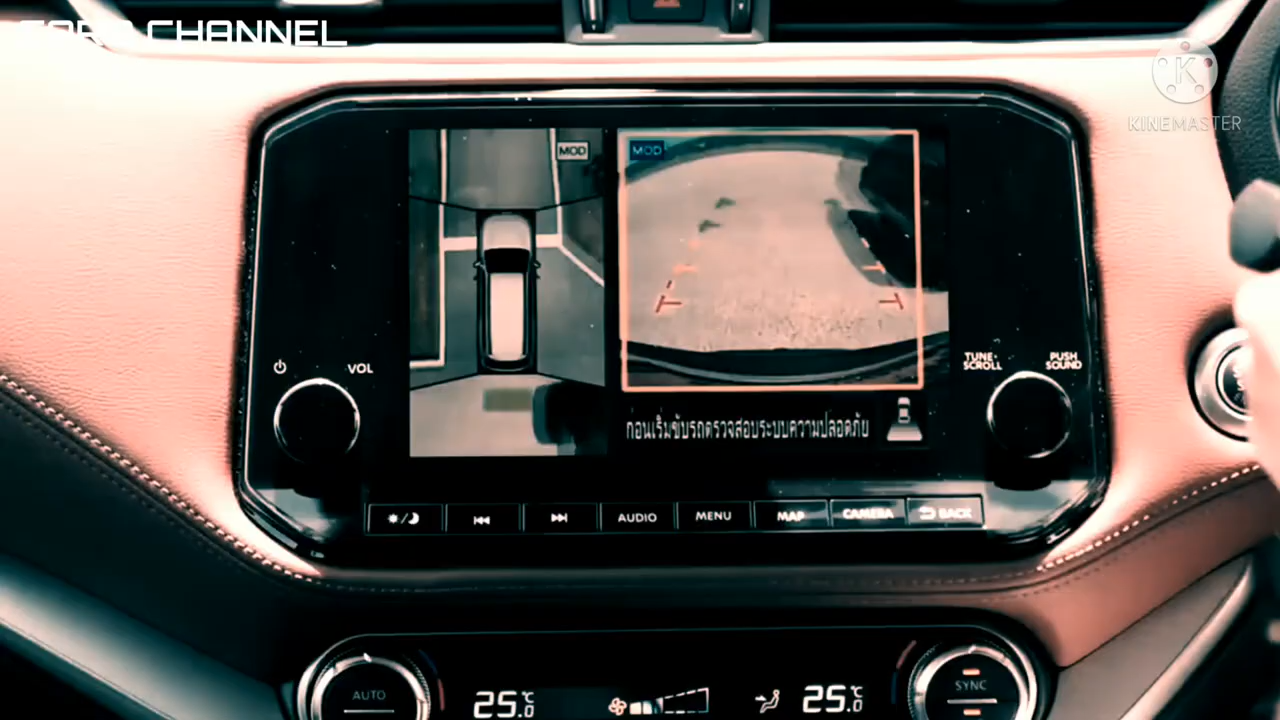 CHANNEL
KINEMASTER
MOD
MOD
VOL
TUNE·
SCROLL
PUSH
SOUND
ก่อนเริ่มขับรถตรวจสอบระบบความปลอดภัย
AUDIO
MENU
MAP
CAMERA
BACK
AUTO
25.0°C
25.0°C
SYNC